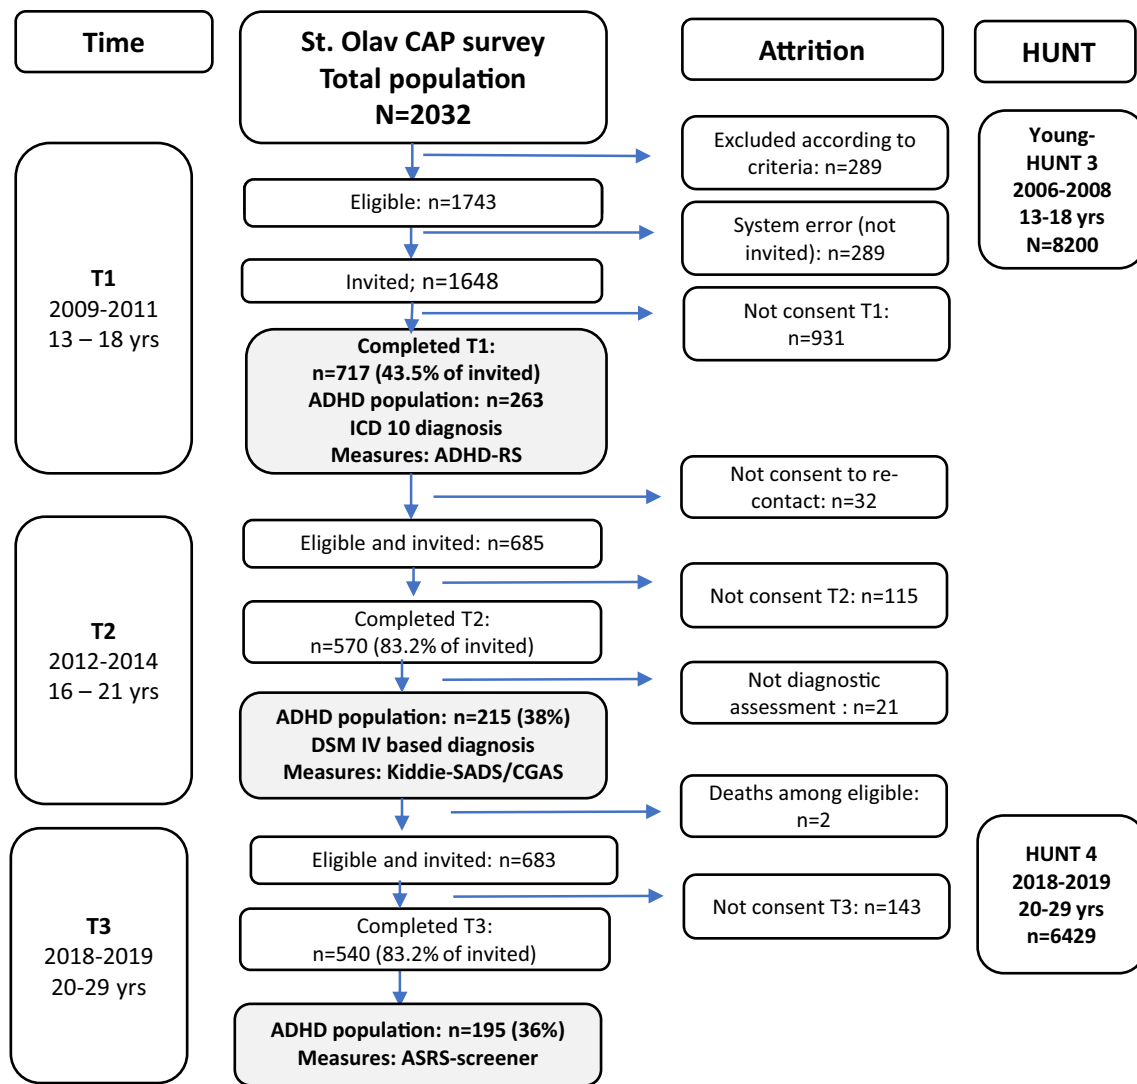 Time
St. Olav CAP survey
Total population
N=2032
Attrition
HUNT
Excluded according to
criteria: n=289
Young-
HUNT 3
2006-2008
13-18 yrs
N=8200
Eligible: n=1743
System error (not
invited): n=289
T1
2009-2011
13 – 18 yrs
Invited; n=1648
Not consent T1:
n=931
Completed T1:
n=717 (43.5% of invited)
ADHD population: n=263
ICD 10 diagnosis
Measures: ADHD-RS
Not consent to re-
contact: n=32
Eligible and invited: n=685
Not consent T2: n=115
T2
2012-2014
16 – 21 yrs
Completed T2:
n=570 (83.2% of invited)
Not diagnostic
assessment : n=21
ADHD population: n=215 (38%)
DSM IV based diagnosis
Measures: Kiddie-SADS/CGAS
Deaths among eligible:
n=2
Eligible and invited: n=683
HUNT 4
2018-2019
20-29 yrs
n=6429
Not consent T3: n=143
T3
2018-2019
20-29 yrs
Completed T3:
n=540 (83.2% of invited)
ADHD population: n=195 (36%)
Measures: ASRS-screener